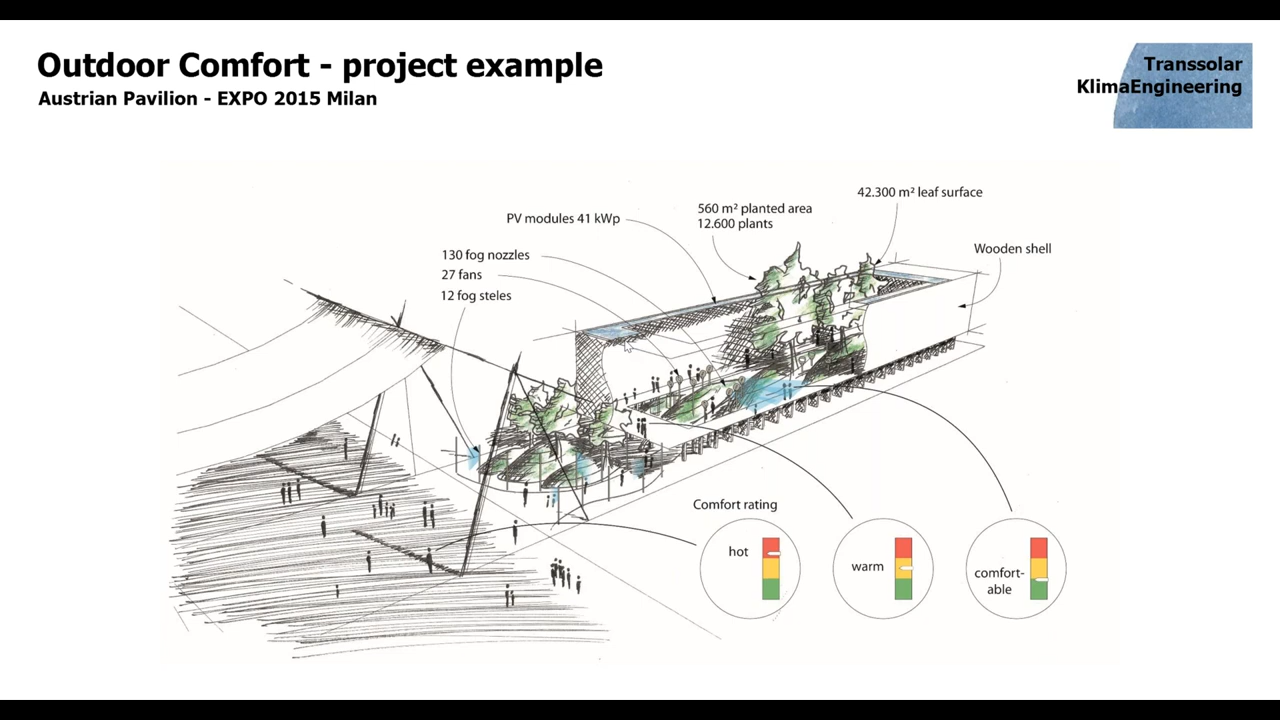 Outdoor Comfort - project example
Austrian Pavilion - EXPO 2015 Milan
Transsolar
KlimaEngineering
42.300 m² leaf surface
560 m² planted area
12.600 plants
PV modules 41 kWp
Wooden shell
130 fog nozzles
27 fans
12 fog steles
Comfort rating
hot
warm
comfort-
able